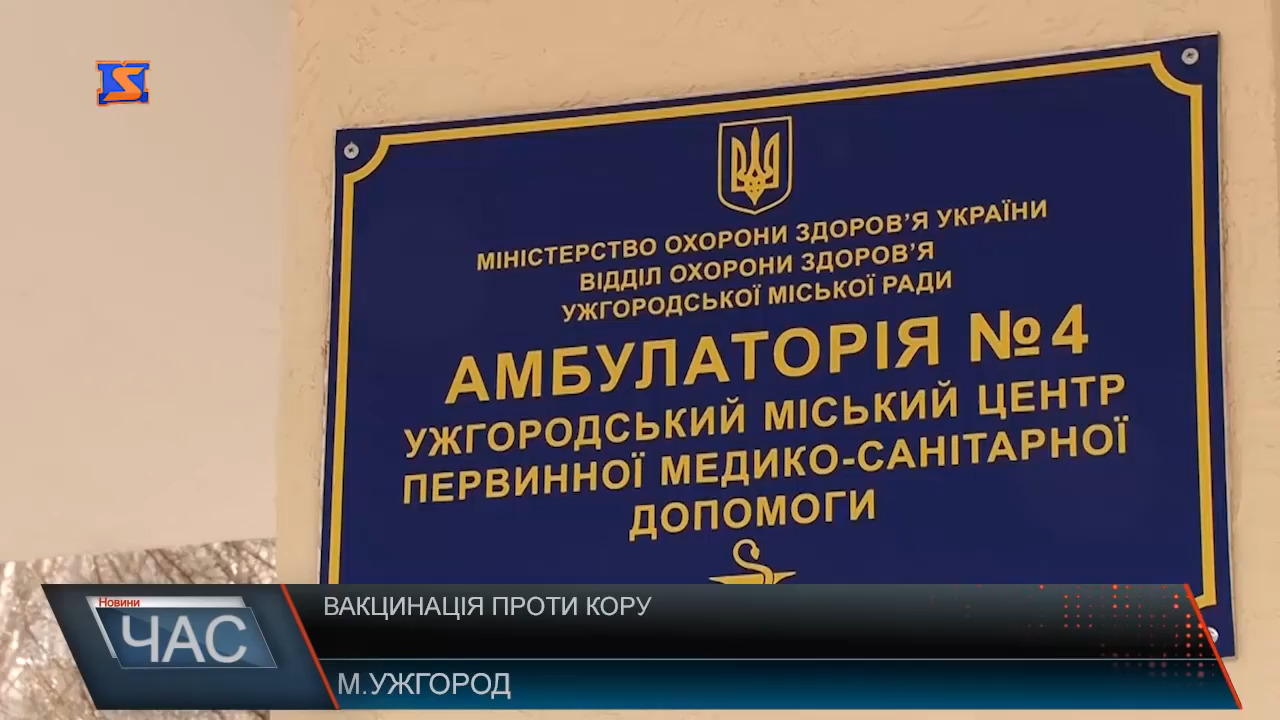 МІНІСТЕРСТВО ОХОРОНИ ЗДОРОВ’Я УКРАЇНИ
ВІДДІЛ ОХОРОНИ ЗДОРОВ’Я
УЖГОРОДСЬКОЇ МІСЬКОЇ РАДИ
АМБУЛАТОРІЯ №4
УЖГОРОДСЬКИЙ МІСЬКИЙ ЦЕНТР
ПЕРВИННОЇ МЕДИКО-САНІТАРНОЇ
ДОПОМОГИ
Новини
ЧАС
ВАКЦИНАЦІЯ ПРОТИ КОРУ
М.УЖГОРОД